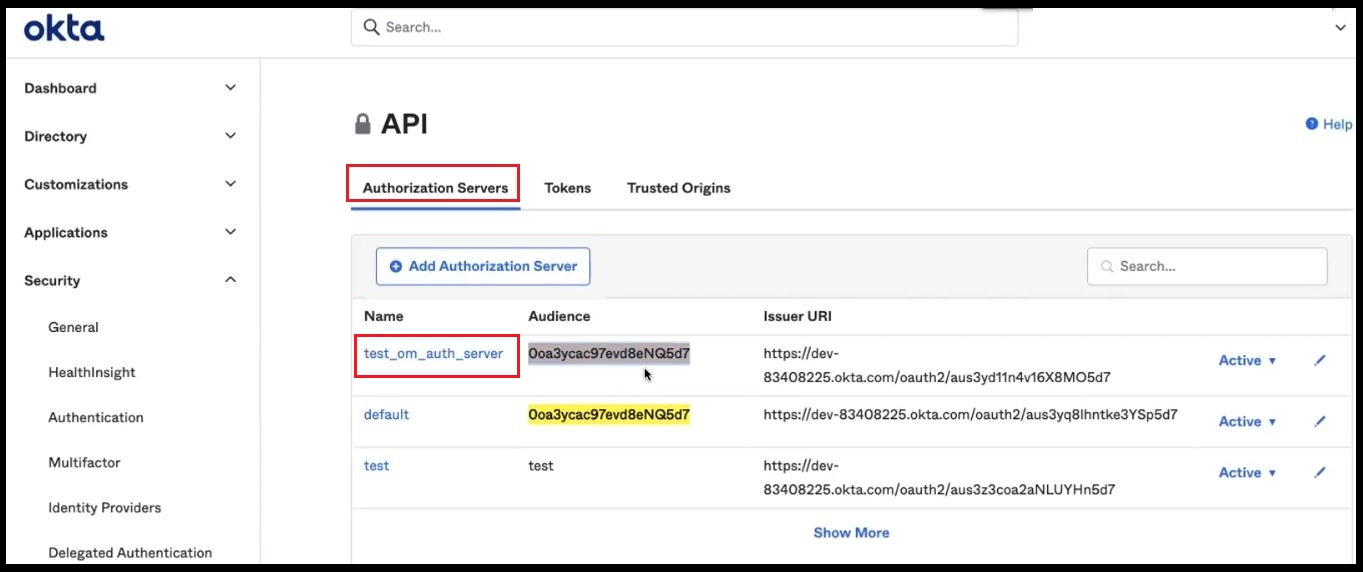 okta
Search...
Dashboard
Directory
Customizations
Applications
Security
General
HealthInsight
Authentication
Multifactor
Identity Providers
Delegated Authentication
API
Help
Authorization Servers Tokens Trusted Origins
Add Authorization Server
Search...
Name Audience Issuer URI
test_om_auth_server 0oa3ycac97evd8eNQ5d7 https://dev-
83408225.okta.com/oauth2/aus3yd11n4v16X8MO5d7 Active
default 0oa3ycac97evd8eNQ5d7 https://dev-83408225.okta.com/oauth2/aus3yq8lhntke3YSp5d7 Active
test test https://dev-
83408225.okta.com/oauth2/aus3z3coa2aNLUYHn5d7 Active
Show More